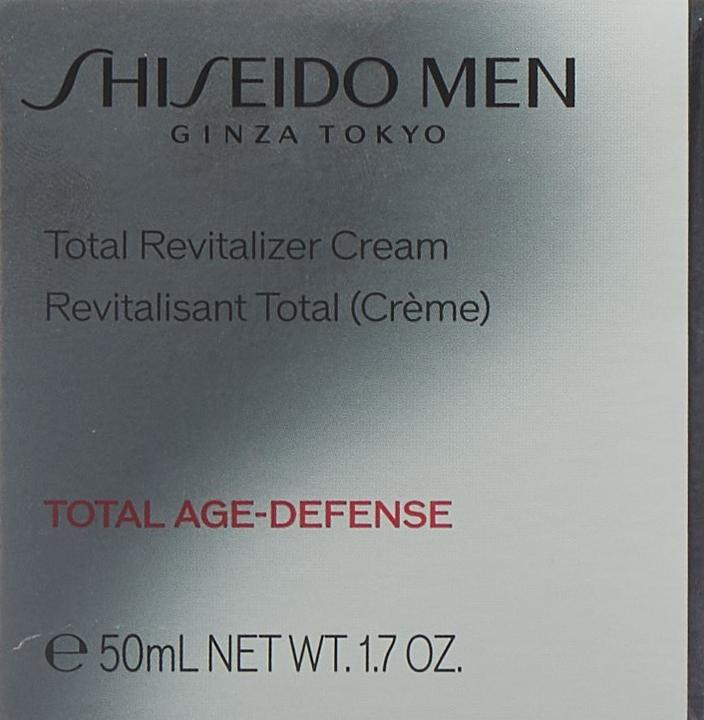 SHISEIDO MEN
GINZA TOKYO
Total Revitalizer Cream
Revitalisant Total (Crème)
TOTAL AGE-DEFENSE
℮ 50mL NET WT. 1.7 OZ.